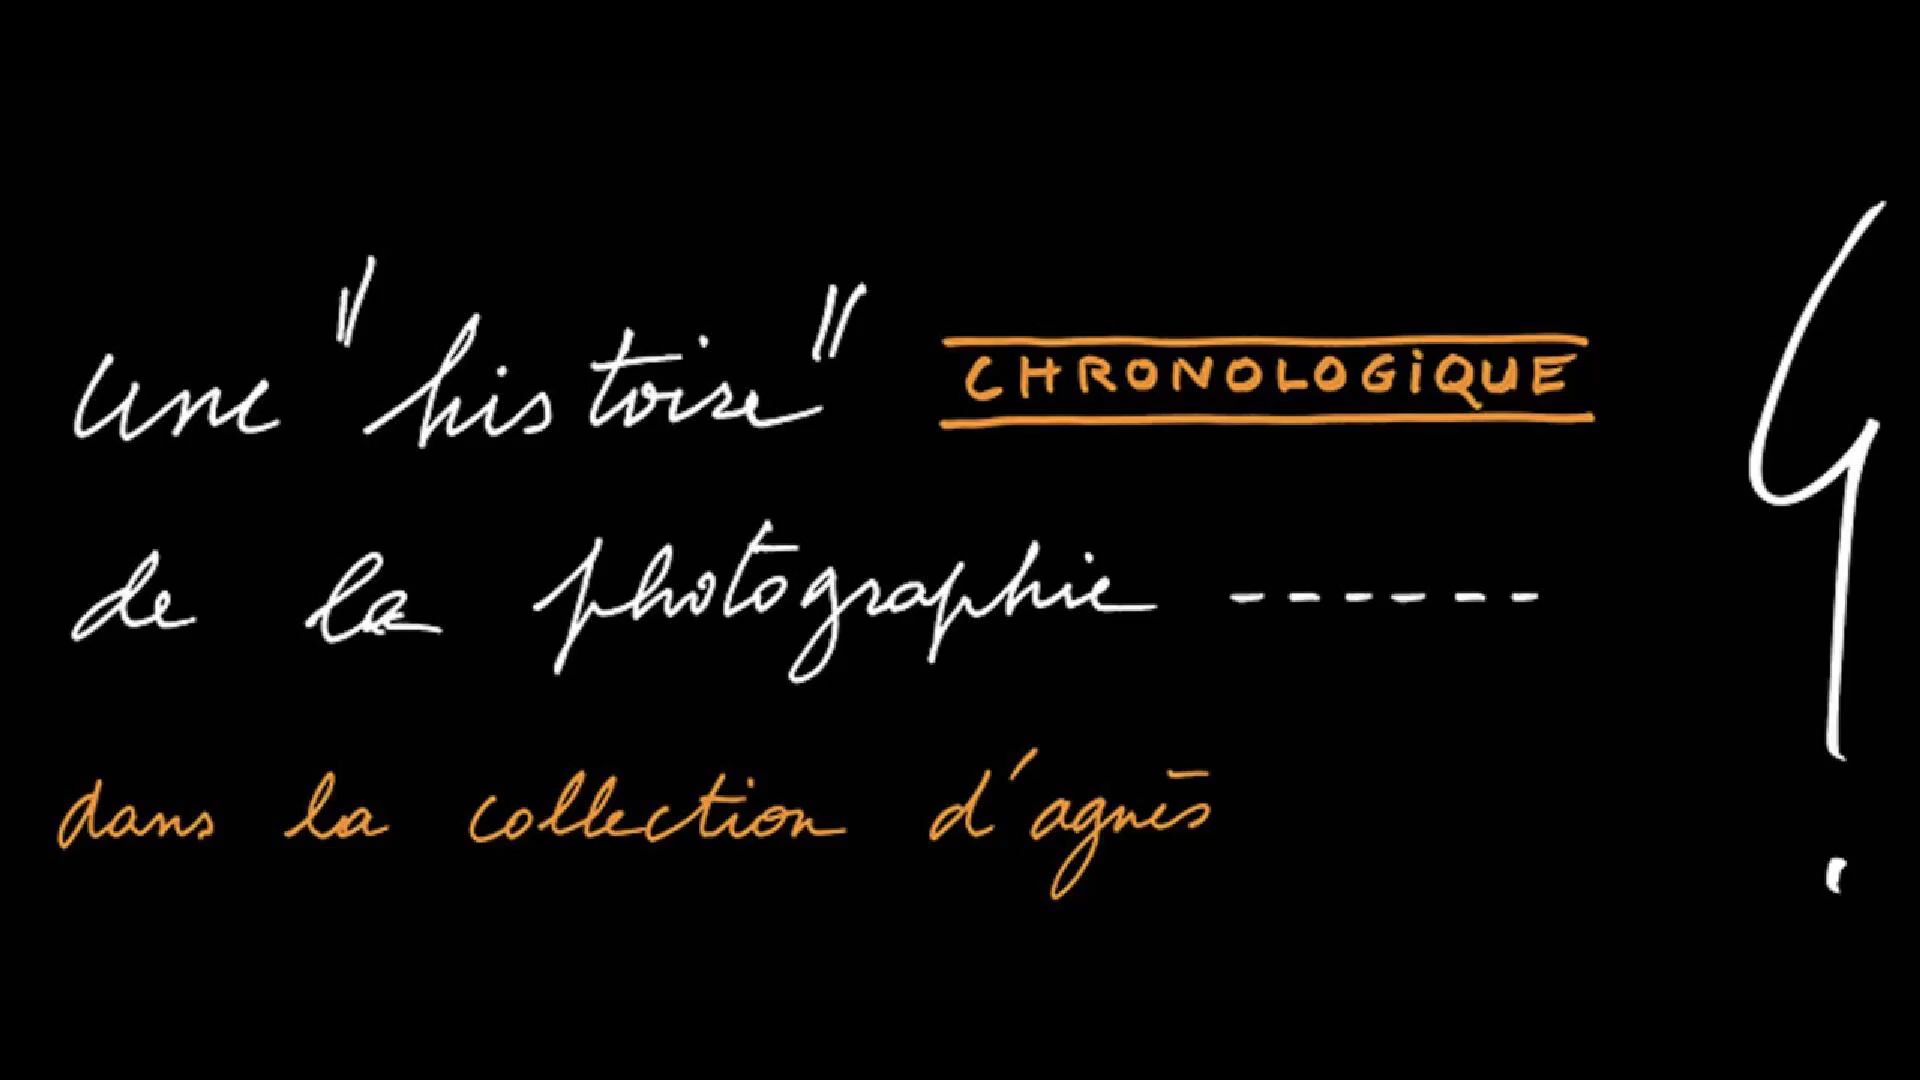 une "histoire" CHRONOLOGiQUE
de la photographie ------
dans la collection d'agnès